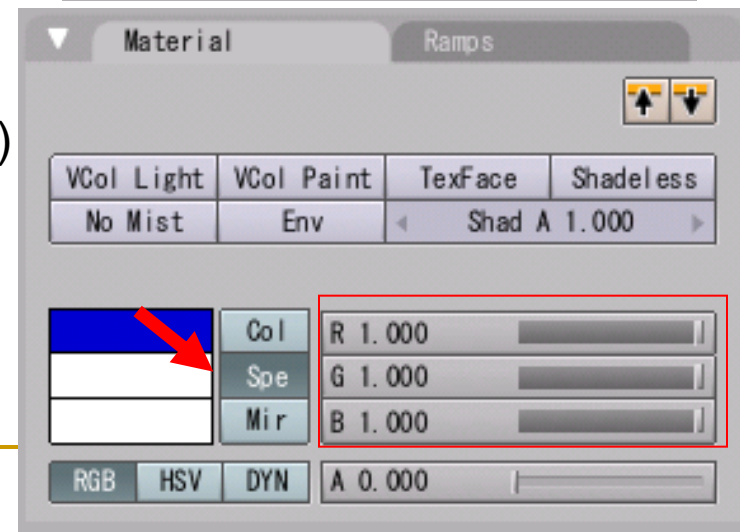 Material Ramps
)
VCol Light VCol Paint TexFace Shadeless
No Mist Env Shad A 1.000
Col R 1.000
Spe G 1.000
Mir B 1.000
RGB HSV DYN A 0.000